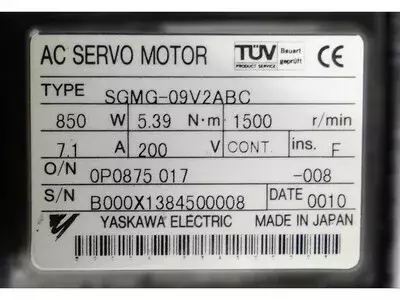 AC SERVO MOTOR TÜV Bauart geprüft PRODUCT SERVICE CE
TYPE SGMG-09V2ABC
850 W 5.39 N·m 1500 r/min
7.1 A 200 V CONT. ins. F
O/N 0P0875 017 -008
S/N B000X1384500008 DATE 0010
YASKAWA ELECTRIC MADE IN JAPAN